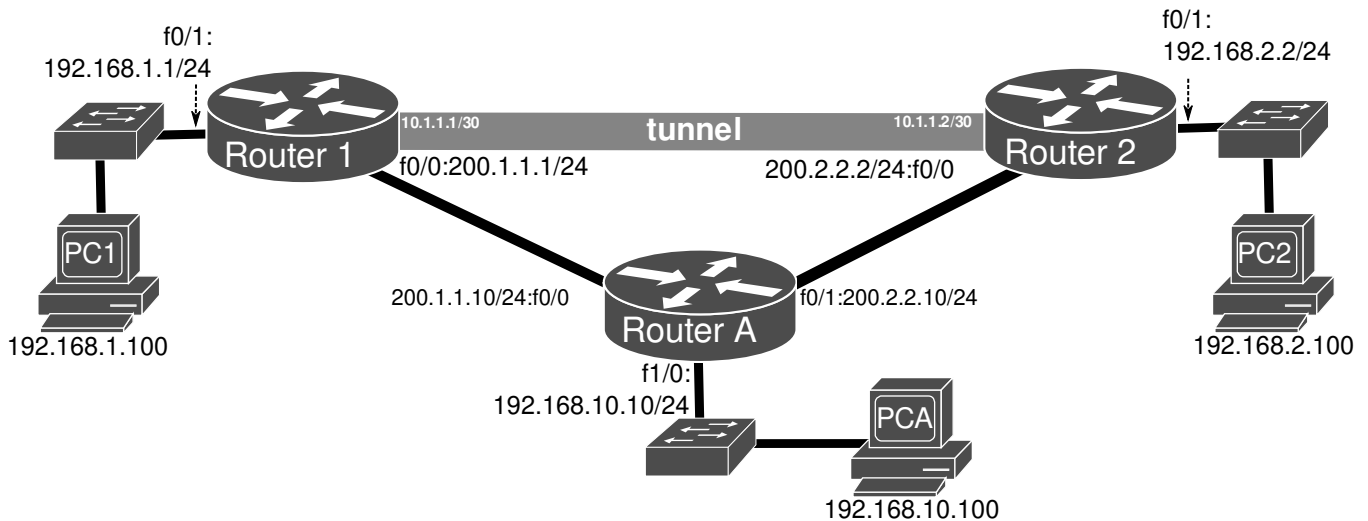 f0/1:
192.168.1.1/24
f0/1:
192.168.2.2/24
10.1.1.1/30
tunnel
10.1.1.2/30
Router 1
Router 2
f0/0:200.1.1.1/24
200.2.2.2/24:f0/0
PC1
PC2
192.168.1.100
192.168.2.100
200.1.1.10/24:f0/0
f0/1:200.2.2.10/24
Router A
f1/0:
192.168.10.10/24
PCA
192.168.10.100